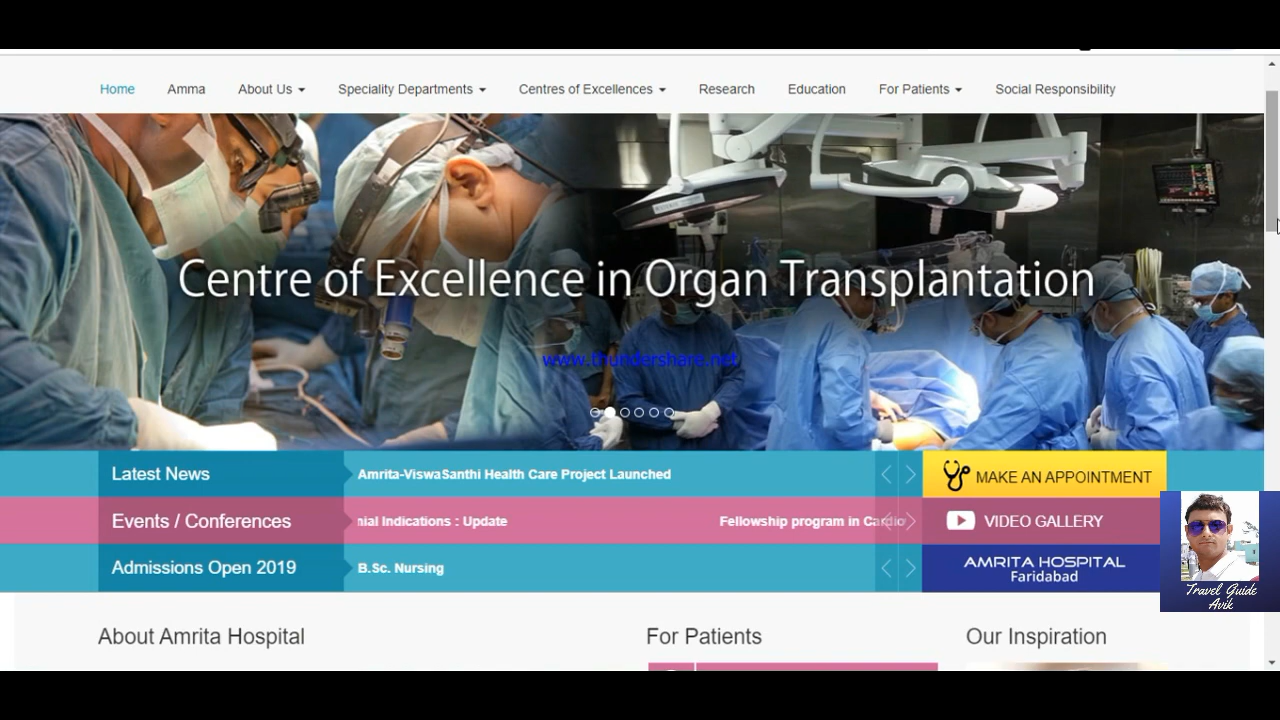 Home Amma About Us Speciality Departments Centres of Excellences Research Education For Patients Social Responsibility
Centre of Excellence in Organ Transplantation
www.thundershare.net
Latest News Amrita-ViswaSanthi Health Care Project Launched MAKE AN APPOINTMENT
Events / Conferences nial Indications : Update Fellowship program in Cardio VIDEO GALLERY
Admissions Open 2019 B.Sc. Nursing AMRITA HOSPITAL
Faridabad
Travel Guide
Avik
About Amrita Hospital For Patients Our Inspiration